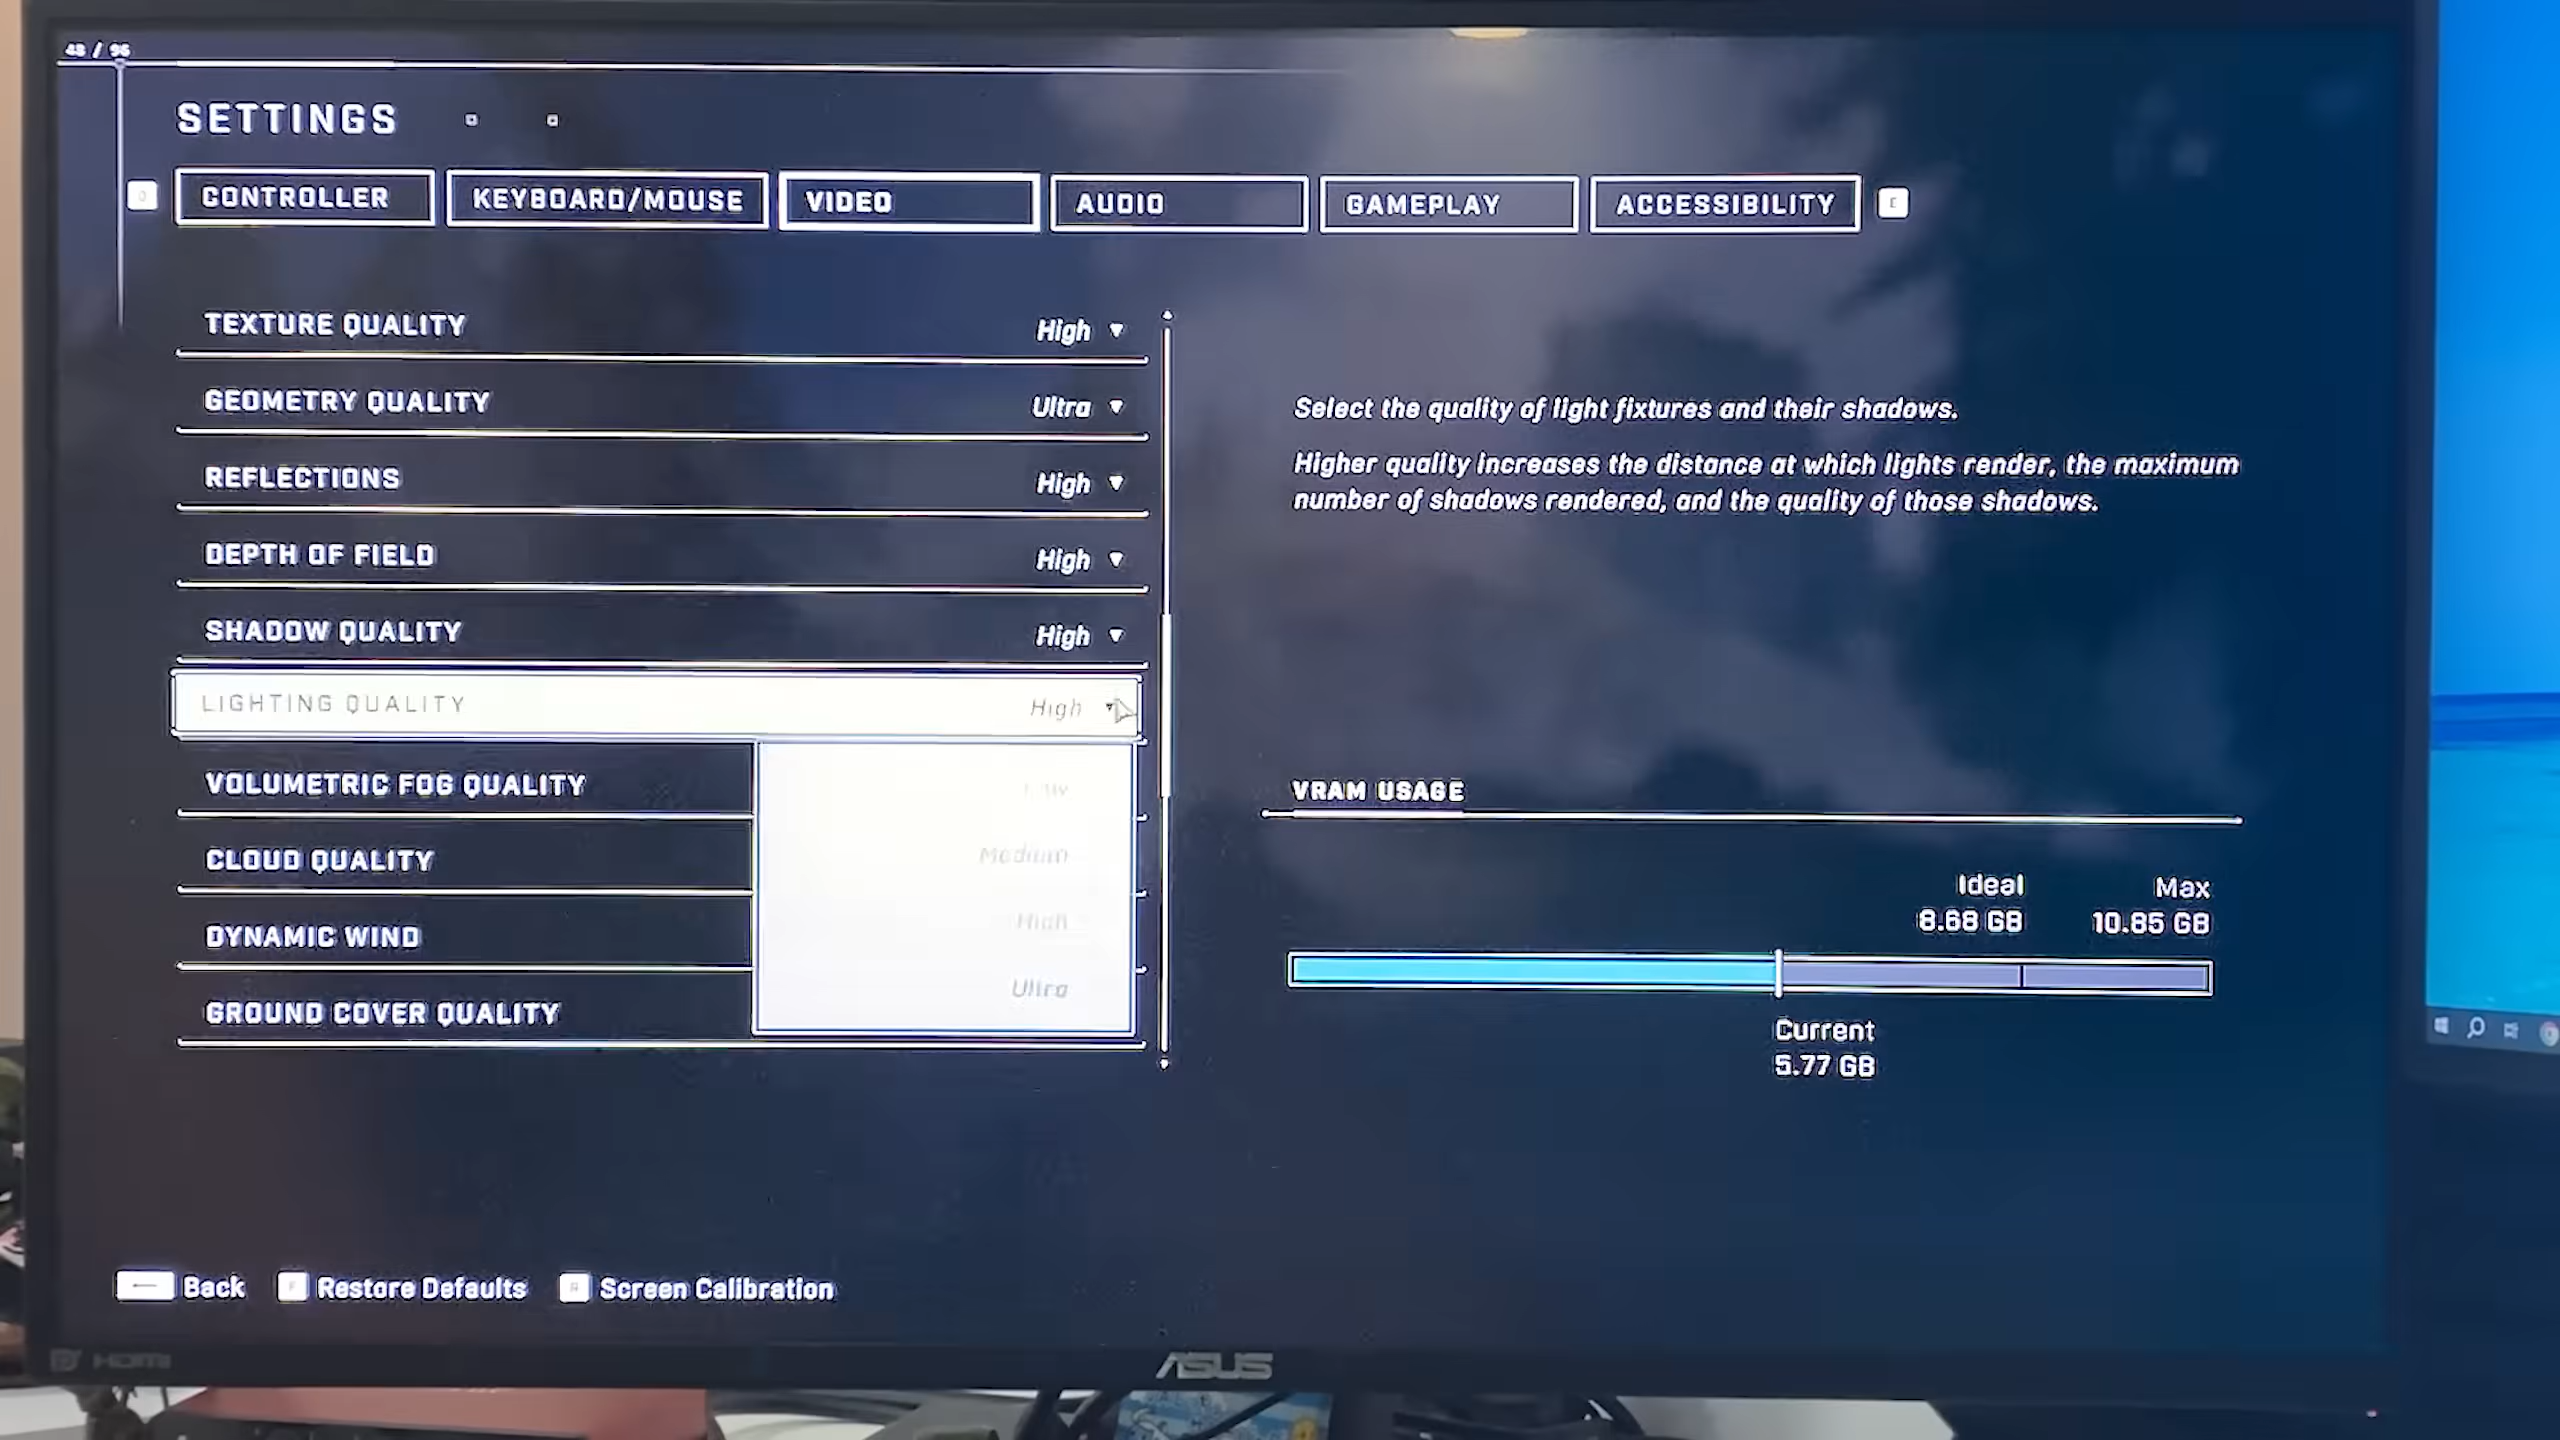 48 / 96
SETTINGS
CONTROLLER
KEYBOARD/MOUSE
VIDEO
AUDIO
GAMEPLAY
ACCESSIBILITY
E
TEXTURE QUALITY High
GEOMETRY QUALITY Ultra
REFLECTIONS High
DEPTH OF FIELD High
SHADOW QUALITY High
LIGHTING QUALITY High
Low
VOLUMETRIC FOG QUALITY
Medium
CLOUD QUALITY
High
DYNAMIC WIND
Ultra
GROUND COVER QUALITY
Select the quality of light fixtures and their shadows.
Higher quality increases the distance at which lights render, the maximum
number of shadows rendered, and the quality of those shadows.
VRAM USAGE
Ideal Max
8.68 GB 10.85 GB
Current
5.77 GB
Back
Restore Defaults
Screen Calibration
HDMI
ASUS